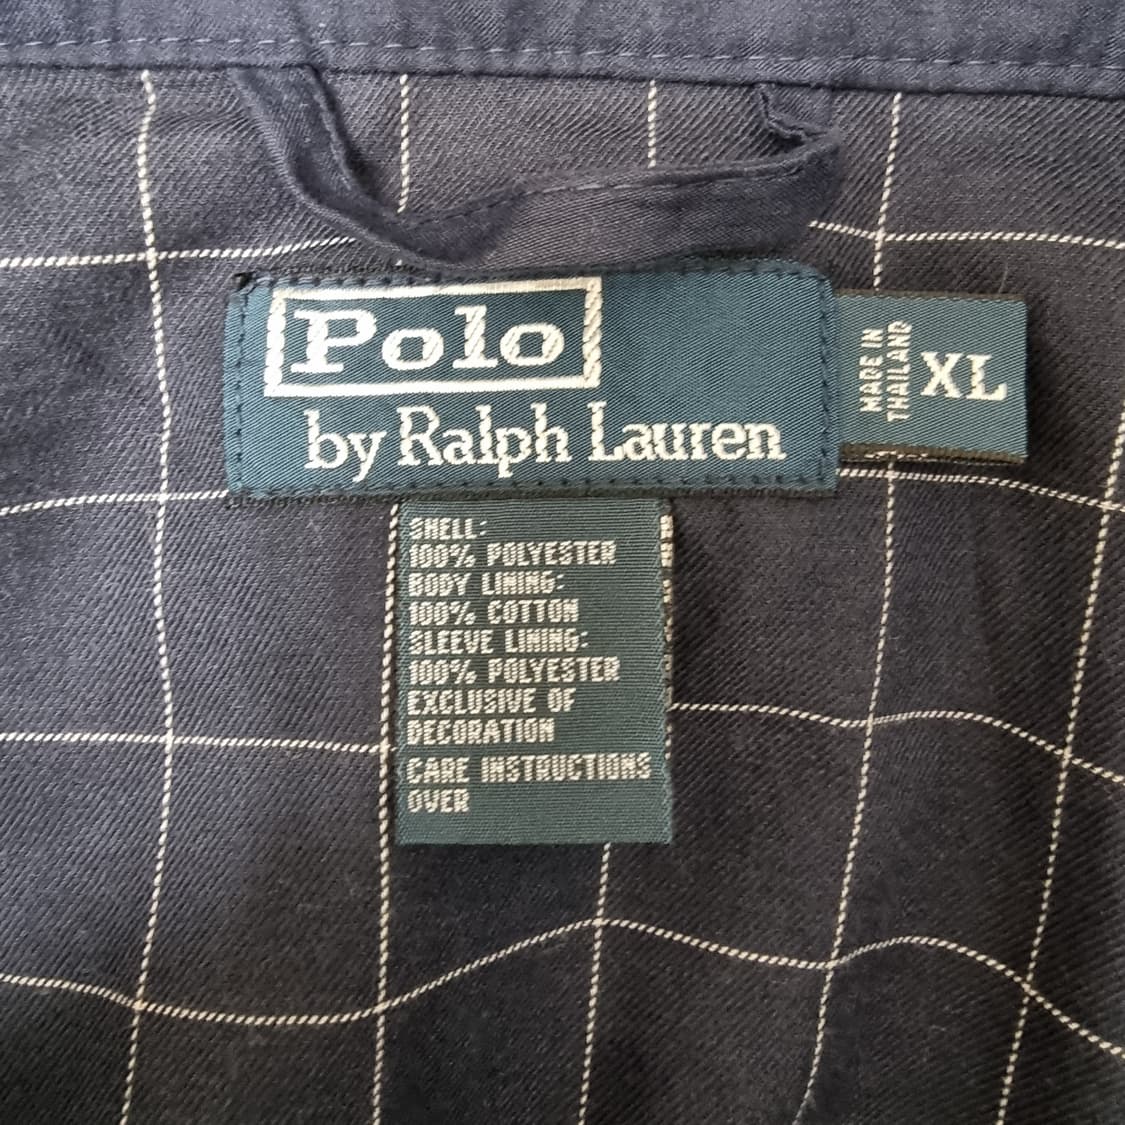 Polo
by Ralph Lauren
MADE IN
THAILAND
XL
SHELL:
100% POLYESTER
BODY LINING:
100% COTTON
SLEEVE LINING:
100% POLYESTER
EXCLUSIVE OF
DECORATION
CARE INSTRUCTIONS
OVER